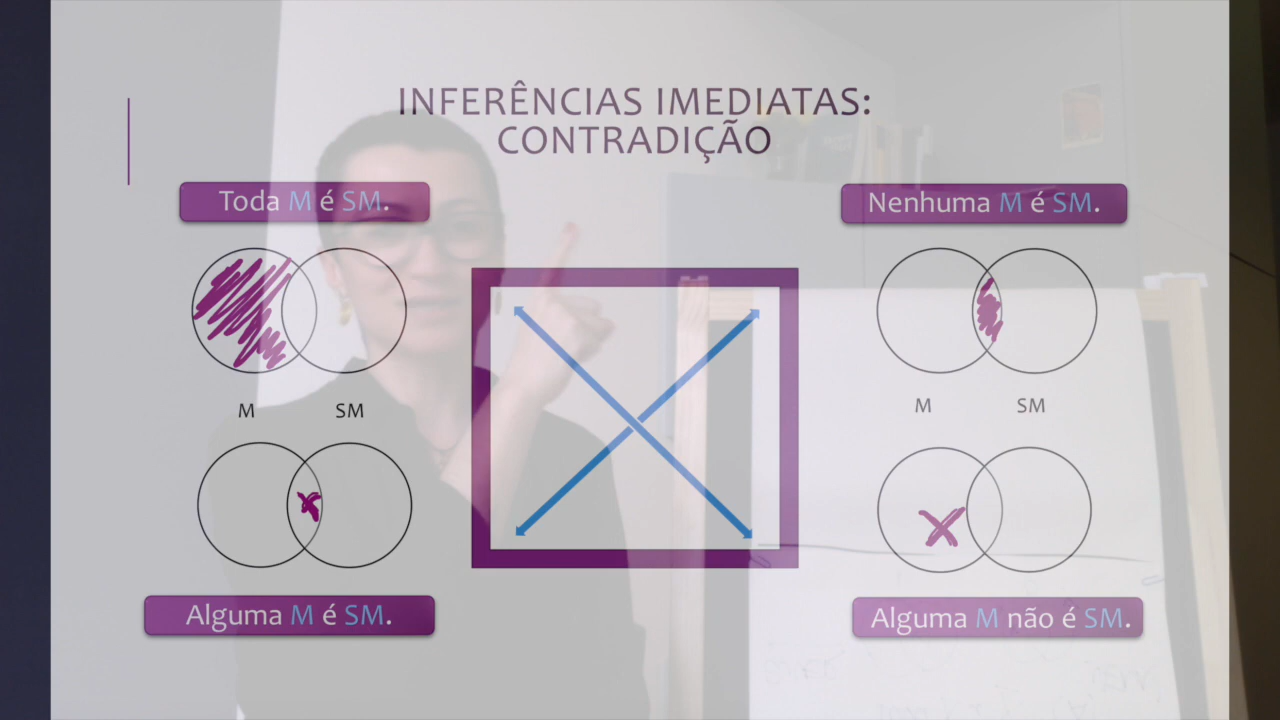 INFERÊNCIAS IMEDIATAS:
CONTRADIÇÃO
Toda M é SM.
Nenhuma M é SM.
M
SM
M
SM
Alguma M é SM.
Alguma M não é SM.